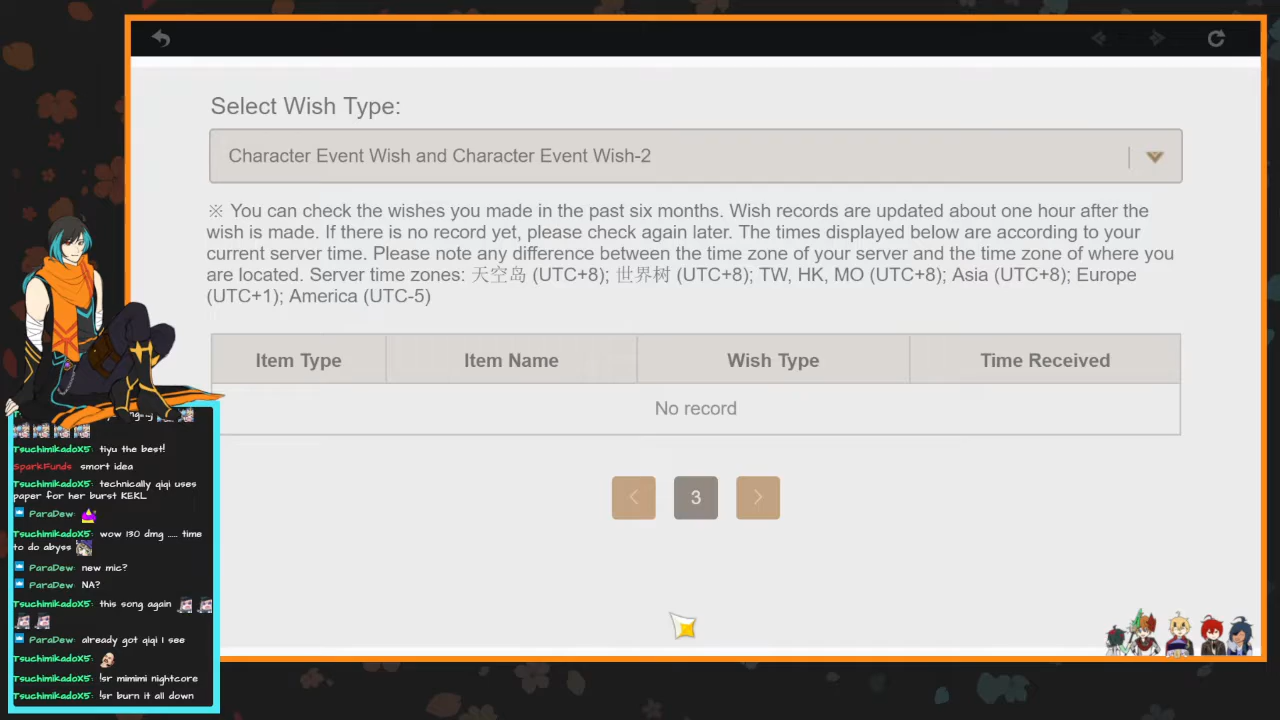 Select Wish Type:
Character Event Wish and Character Event Wish-2
※ You can check the wishes you made in the past six months. Wish records are updated about one hour after the
wish is made. If there is no record yet, please check again later. The times displayed below are according to your
current server time. Please note any difference between the time zone of your server and the time zone of where you
are located. Server time zones: 天空岛 (UTC+8); 世界树 (UTC+8); TW, HK, MO (UTC+8); Asia (UTC+8); Europe
(UTC+1); America (UTC-5)
Item Type Item Name Wish Type Time Received
No record
3
TsuchimikadoX5: tiyu the best!
SparkFunds: smort idea
TsuchimikadoX5: technically qiqi uses
paper for her burst KEKL
ParaDew:
TsuchimikadoX5: wow 130 dmg ..... time
to do abyss
ParaDew: new mic?
ParaDew: NA?
TsuchimikadoX5: this song again
ParaDew: already got qiqi I see
TsuchimikadoX5:
TsuchimikadoX5: !sr mimimi nightcore
TsuchimikadoX5: !sr burn it all down